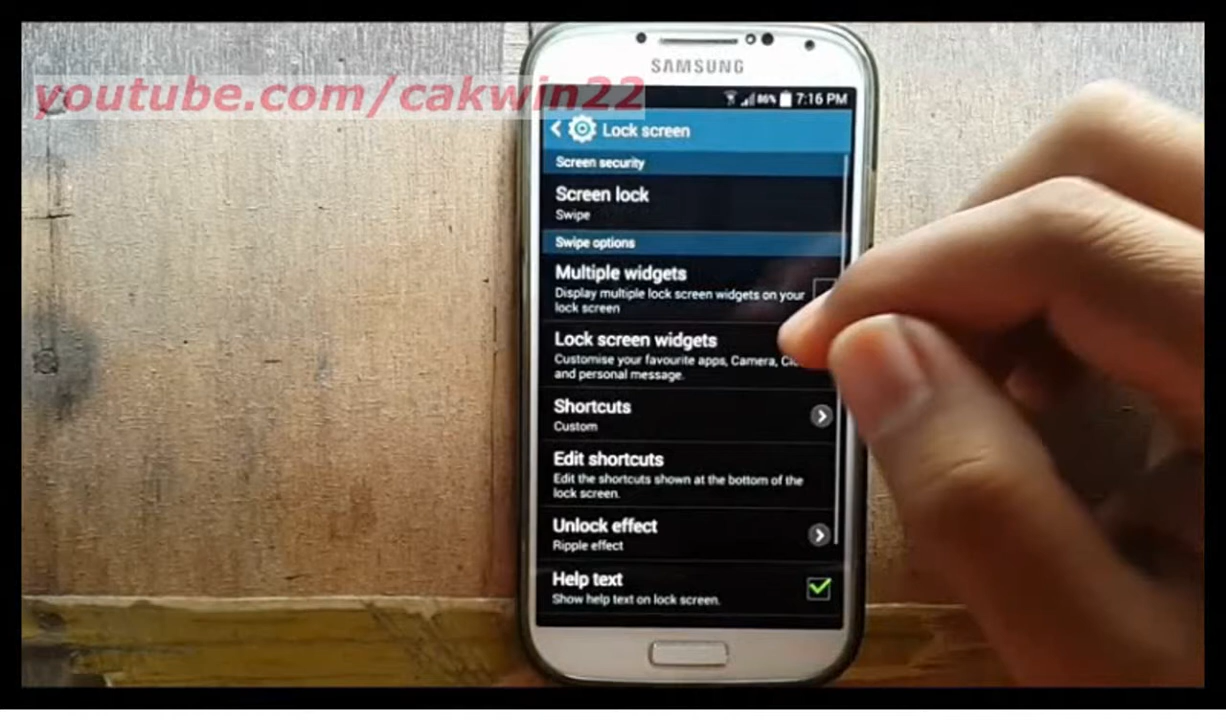 SAMSUNG
youtube.com/cakwin22
86% 7:16 PM
Lock screen
Screen security
Screen lock
Swipe
Swipe options
Multiple widgets
Display multiple lock screen widgets on your
lock screen
Lock screen widgets
Customise your favourite apps, Camera,
and personal message.
Shortcuts
Custom
Edit shortcuts
Edit the shortcuts shown at the bottom of the
lock screen.
Unlock effect
Ripple effect
Help text
Show help text on lock screen.